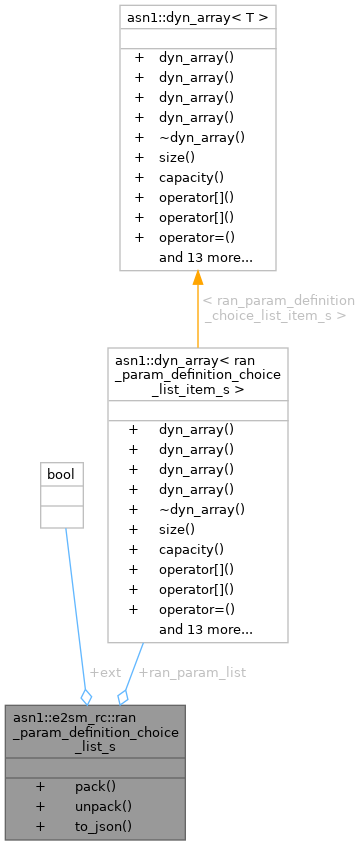 asn1::dyn_array< T >
+ dyn_array()
+ dyn_array()
+ dyn_array()
+ dyn_array()
+ ~dyn_array()
+ size()
+ capacity()
+ operator[]()
+ operator[]()
+ operator=()
and 13 more...
< ran_param_definition
_choice_list_item_s >
asn1::dyn_array< ran
_param_definition_choice
_list_item_s >
+ dyn_array()
+ dyn_array()
+ dyn_array()
+ dyn_array()
+ ~dyn_array()
+ size()
+ capacity()
+ operator[]()
+ operator[]()
+ operator=()
and 13 more...
bool
+ext
+ran_param_list
asn1::e2sm_rc::ran
_param_definition_choice
_list_s
+ pack()
+ unpack()
+ to_json()